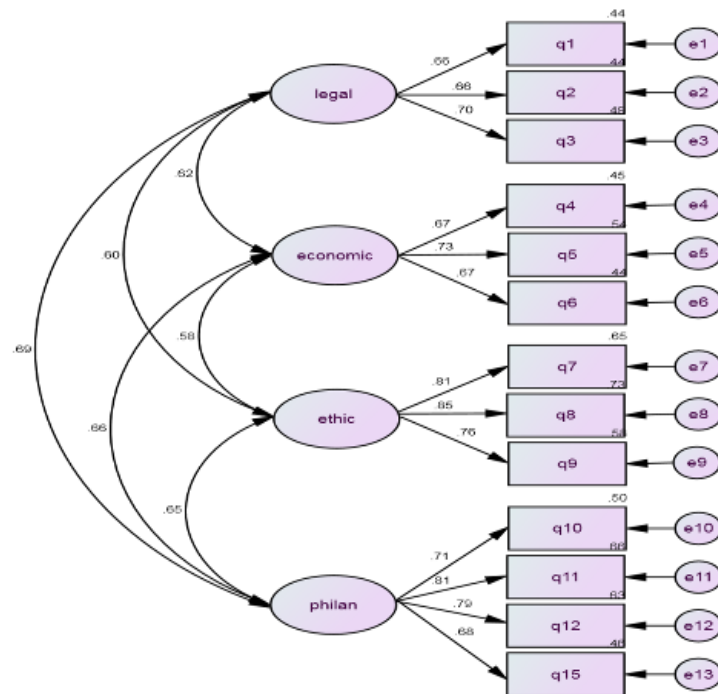 .44
.66 q1 e1
.44
legal .66 q2 e2
.49
.70 q3 e3
.62
.45
.67 q4 e4
.54
.60 economic .73 q5 e5
.44
.67 q6 e6
.58
.65
.69 .81 q7 e7
.73
ethic .85 q8 e8
.58
.66 .76 q9 e9
.65
.50
.71 q10 e10
.66
.81 q11 e11
.63
philan .79 q12 e12
.46
.68 q15 e13